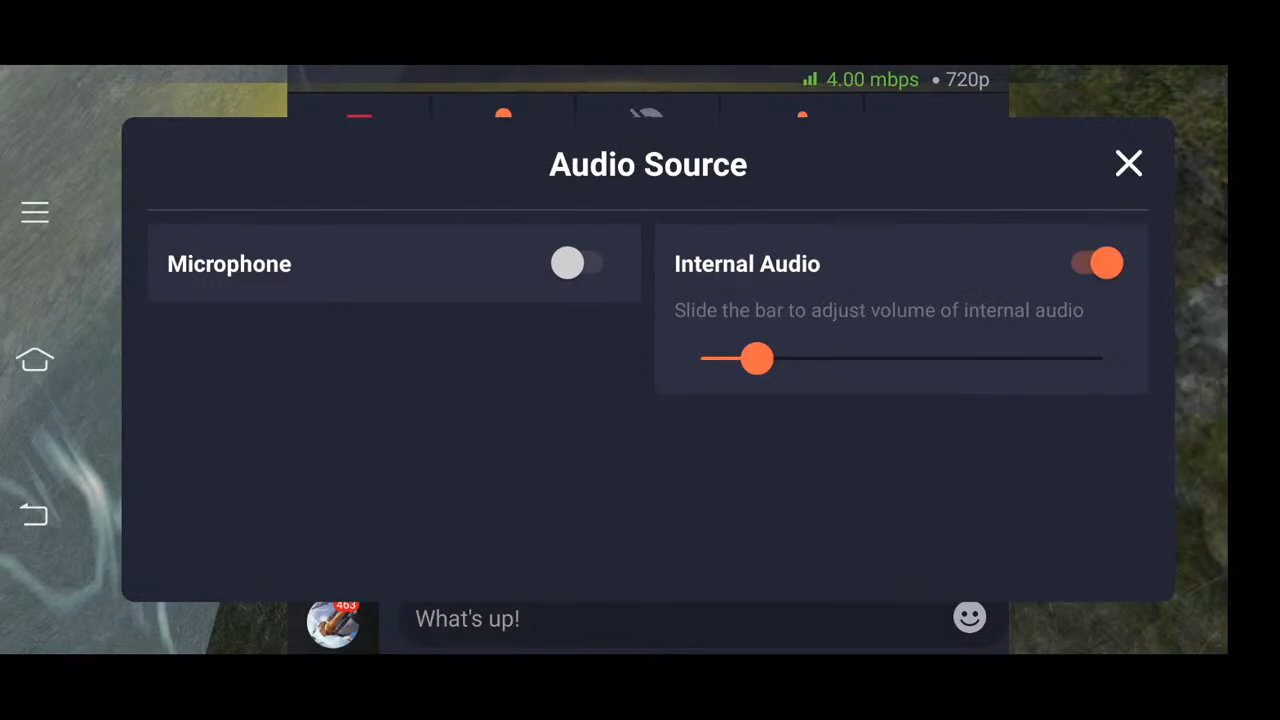 4.00 mbps • 720p
Audio Source
Microphone
Internal Audio
Slide the bar to adjust volume of internal audio
463
What's up!